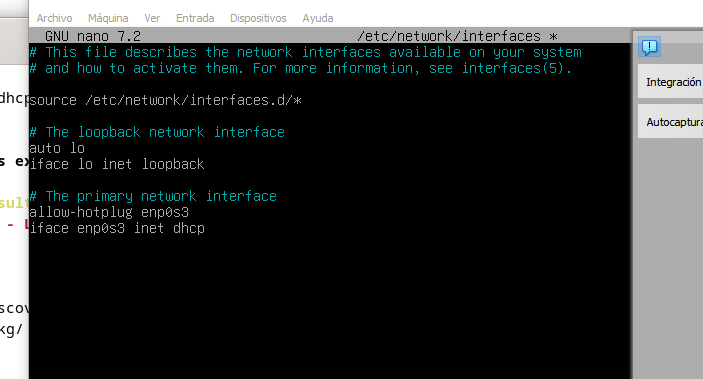 Archivo Máquina Ver Entrada Dispositivos Ayuda
GNU nano 7.2 /etc/network/interfaces *
# This file describes the network interfaces available on your system
# and how to activate them. For more information, see interfaces(5).
source /etc/network/interfaces.d/*
# The loopback network interface
auto lo
iface lo inet loopback
# The primary network interface
allow-hotplug enp0s3
iface enp0s3 inet dhcp
Integración
Autocaptura
dhcp
s ex
sult
- L
scov
kg/